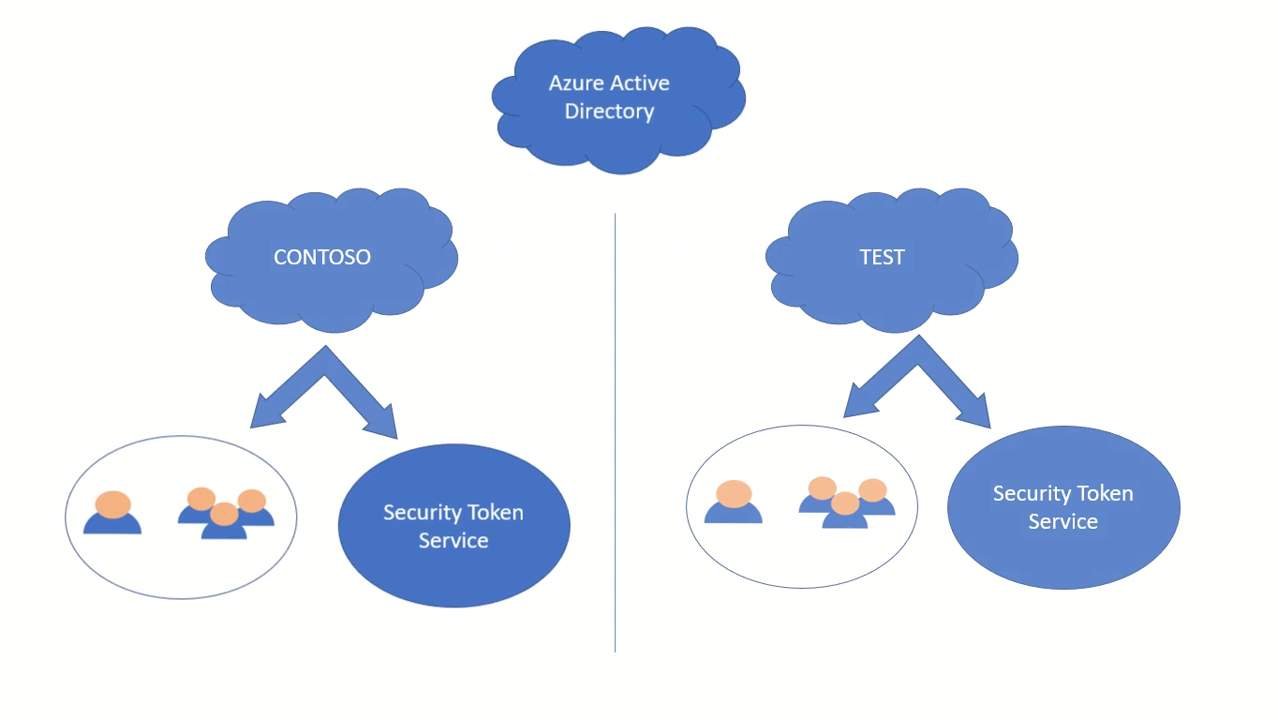 Azure Active
Directory
CONTOSO
TEST
Security Token
Service
Security Token
Service